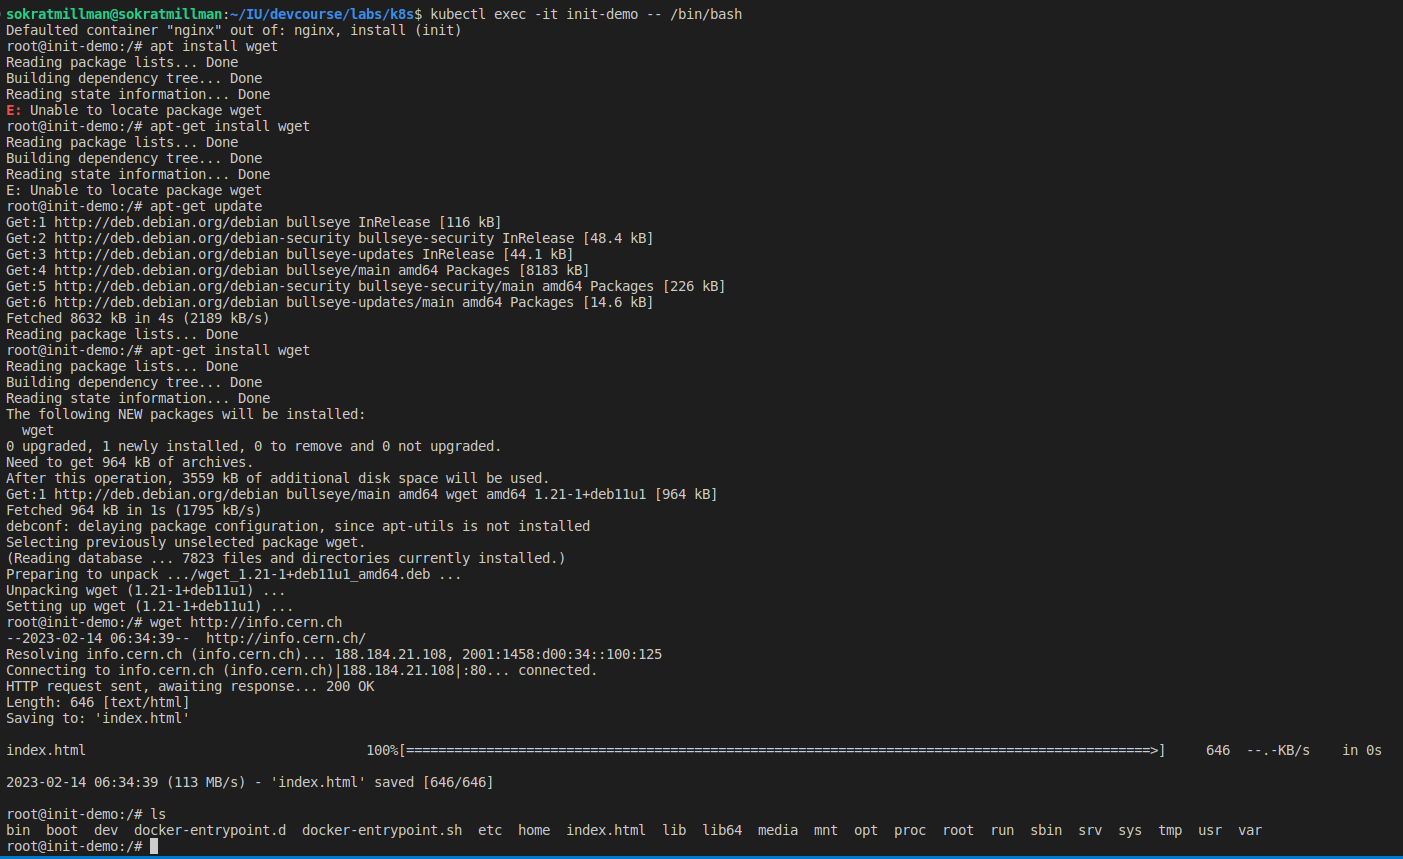 sokratmillman@sokratmillman:~/IU/devcourse/labs/k8s$ kubectl exec -it init-demo -- /bin/bash
Defaulted container "nginx" out of: nginx, install (init)
root@init-demo:/# apt install wget
Reading package lists... Done
Building dependency tree... Done
Reading state information... Done
E: Unable to locate package wget
root@init-demo:/# apt-get install wget
Reading package lists... Done
Building dependency tree... Done
Reading state information... Done
E: Unable to locate package wget
root@init-demo:/# apt-get update
Get:1 http://deb.debian.org/debian bullseye InRelease [116 kB]
Get:2 http://deb.debian.org/debian-security bullseye-security InRelease [48.4 kB]
Get:3 http://deb.debian.org/debian bullseye-updates InRelease [44.1 kB]
Get:4 http://deb.debian.org/debian bullseye/main amd64 Packages [8183 kB]
Get:5 http://deb.debian.org/debian-security bullseye-security/main amd64 Packages [226 kB]
Get:6 http://deb.debian.org/debian bullseye-updates/main amd64 Packages [14.6 kB]
Fetched 8632 kB in 4s (2189 kB/s)
Reading package lists... Done
root@init-demo:/# apt-get install wget
Reading package lists... Done
Building dependency tree... Done
Reading state information... Done
The following NEW packages will be installed:
  wget
0 upgraded, 1 newly installed, 0 to remove and 0 not upgraded.
Need to get 964 kB of archives.
After this operation, 3559 kB of additional disk space will be used.
Get:1 http://deb.debian.org/debian bullseye/main amd64 wget amd64 1.21-1+deb11u1 [964 kB]
Fetched 964 kB in 1s (1795 kB/s)
debconf: delaying package configuration, since apt-utils is not installed
Selecting previously unselected package wget.
(Reading database ... 7823 files and directories currently installed.)
Preparing to unpack .../wget_1.21-1+deb11u1_amd64.deb ...
Unpacking wget (1.21-1+deb11u1) ...
Setting up wget (1.21-1+deb11u1) ...
root@init-demo:/# wget http://info.cern.ch
--2023-02-14 06:34:39--  http://info.cern.ch/
Resolving info.cern.ch (info.cern.ch)... 188.184.21.108, 2001:1458:d00:34::100:125
Connecting to info.cern.ch (info.cern.ch)|188.184.21.108|:80... connected.
HTTP request sent, awaiting response... 200 OK
Length: 646 [text/html]
Saving to: 'index.html'
index.html                                   100%[=============================================================================================>]     646  --.-KB/s    in 0s
2023-02-14 06:34:39 (113 MB/s) - 'index.html' saved [646/646]
root@init-demo:/# ls
bin  boot  dev  docker-entrypoint.d  docker-entrypoint.sh  etc  home  index.html  lib  lib64  media  mnt  opt  proc  root  run  sbin  srv  sys  tmp  usr  var
root@init-demo:/#